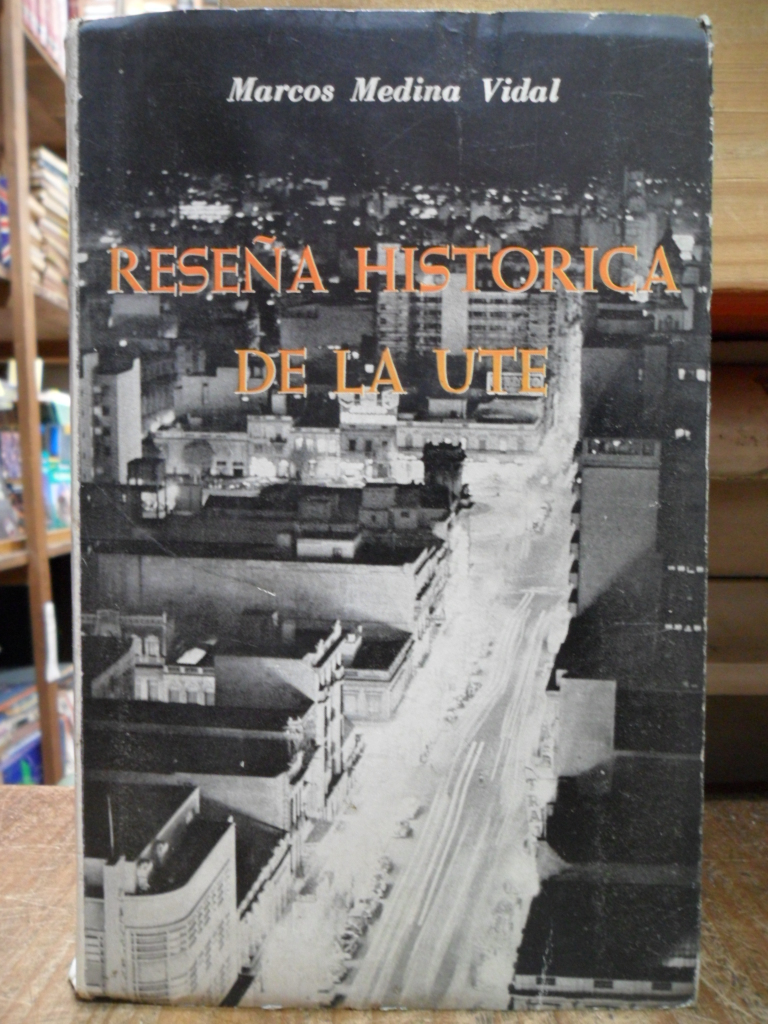 Marcos Medina Vidal
RESEÑA HISTORICA
DE LA UTE